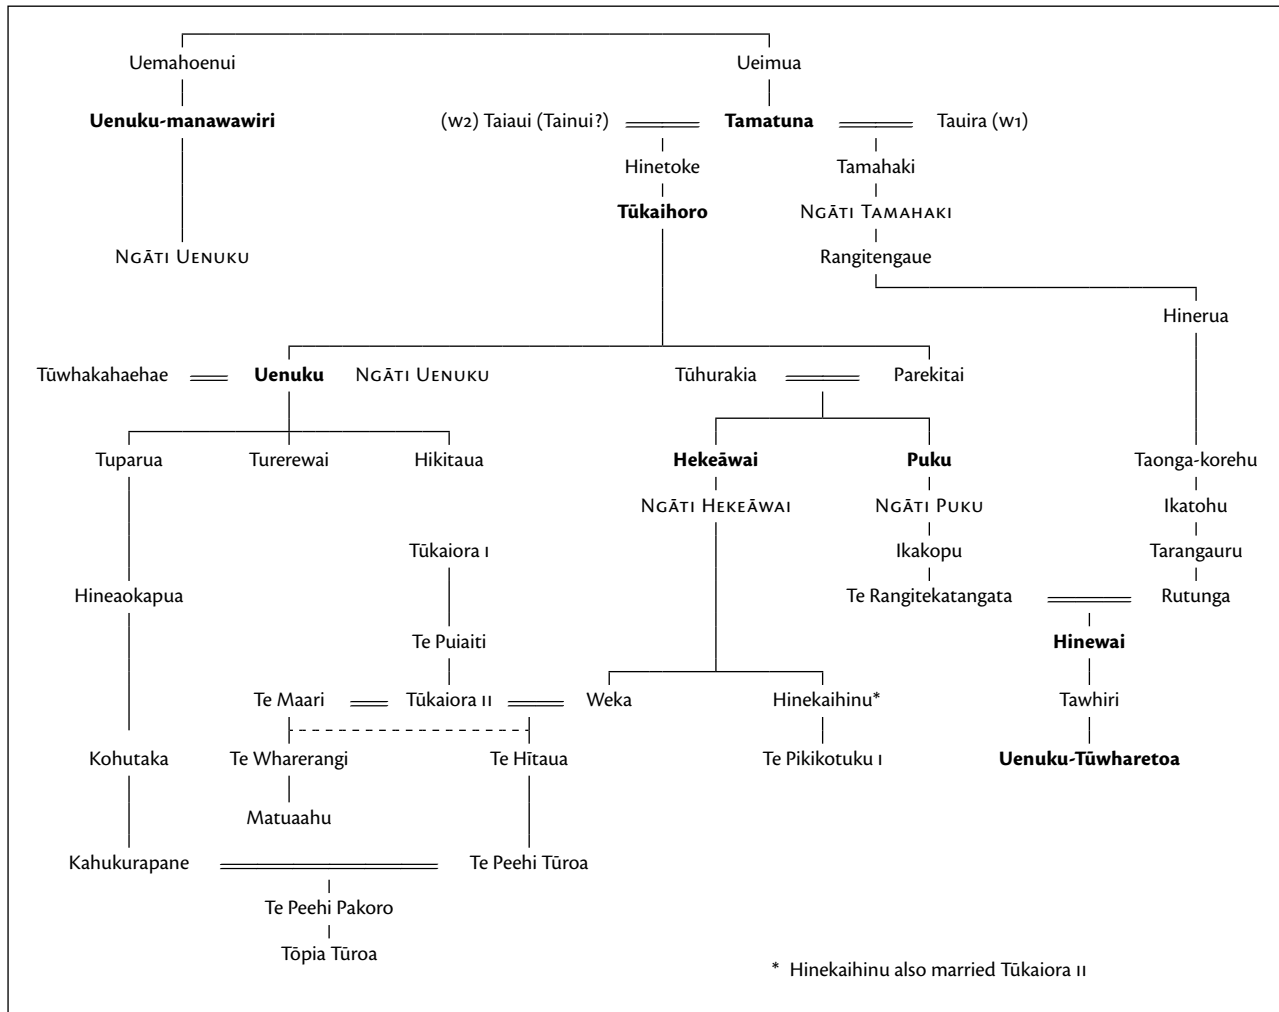 Uemahoenui Ueimua
Uenuku-manawawiri (w2) Taiaui (Tainui?) Tamatuna Tauira (w1)
Hinetoke Tamahaki
Tūkaihoro Ngāti Tamahaki
Ngāti Uenuku Rangitengaue
Hinerua
Tūwhakahaehae Uenuku Ngāti Uenuku Tūhurakia Parekitai
Tuparua Turerewai Hikitaua Hekeāwai Puku Taonga-korehu
Ngāti Hekeāwai Ngāti Puku Ikatohu
Tūkaiora I Ikakopu Tarangauru
Hineaokapua Te Rangitekatangata Rutunga
Te Puiaiti Hinewai
Te Maari Tūkaiora II Weka Hinekaihinu* Tawhiri
Kohutaka Te Wharerangi Te Hītaua Te Pikikotuku I Uenuku-Tūwharetoa
Matuaahu
Kahukurapane Te Peehi Tūroa
Te Peehi Pakoro
Tōpia Tūroa
* Hinekaihinu also married Tūkaiora II